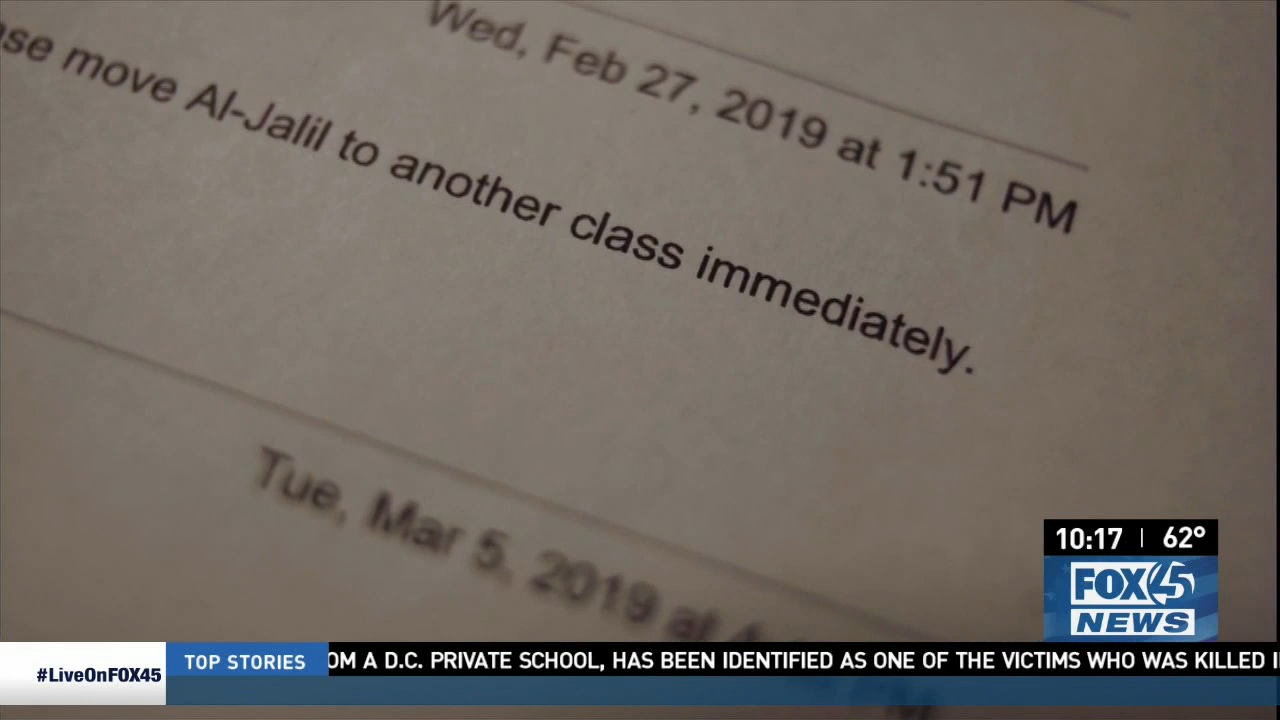 Wed, Feb 27, 2019 at 1:51 PM
move Al-Jalil to another class immediately.
Tue, Mar 5, 2019 at
10:17 | 62°
FOX 45
NEWS
#LiveOnFOX45
TOP STORIES
A D.C. PRIVATE SCHOOL, HAS BEEN IDENTIFIED AS ONE OF THE VICTIMS WHO WAS KILLED